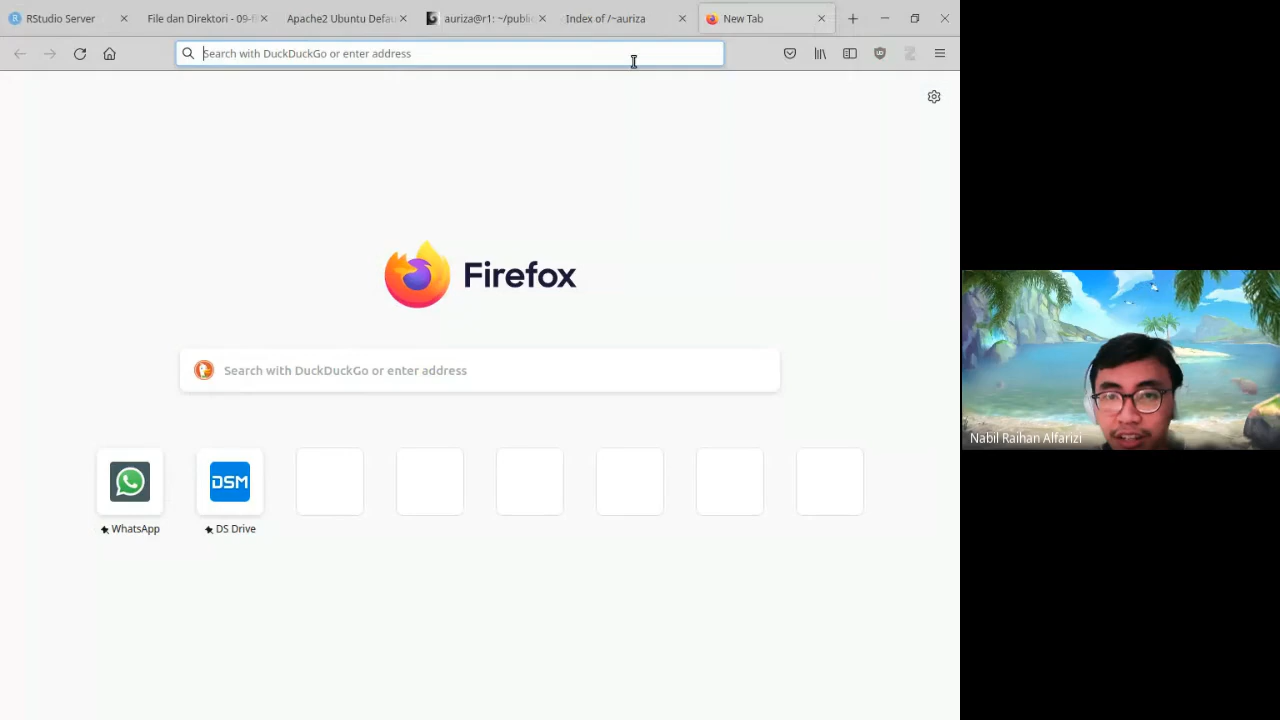 RStudio Server
File dan Direktori - 09-fi
Apache2 Ubuntu Defau
auriza@r1: ~/public
Index of /~auriza
New Tab
Search with DuckDuckGo or enter address
Firefox
Search with DuckDuckGo or enter address
DSM
WhatsApp
DS Drive
Nabil Raihan Alfarizi